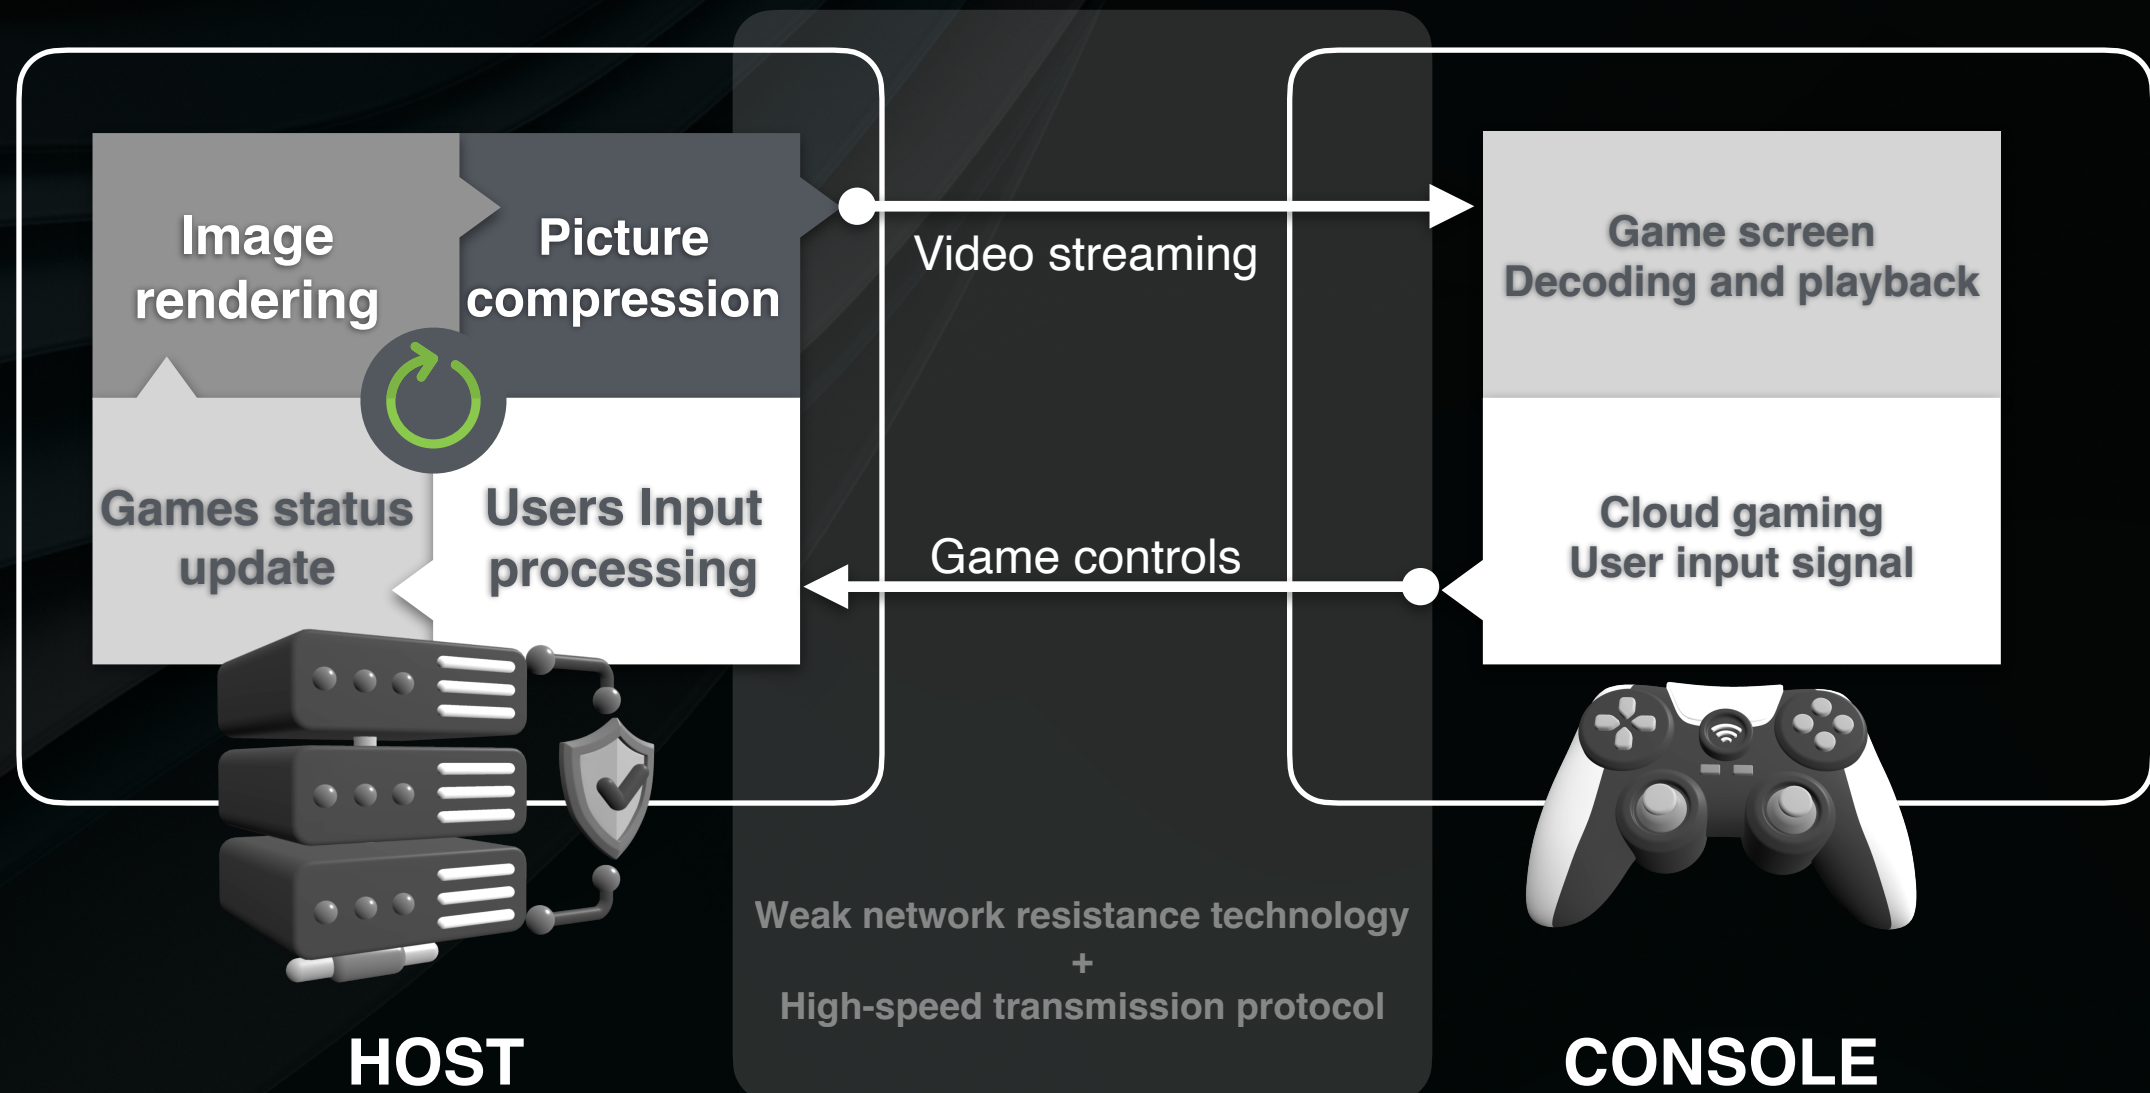 Image
rendering
Picture
compression
Games status
update
Users Input
processing
Video streaming
Game controls
Game screen
Decoding and playback
Cloud gaming
User input signal
Weak network resistance technology
+
High-speed transmission protocol
HOST
CONSOLE